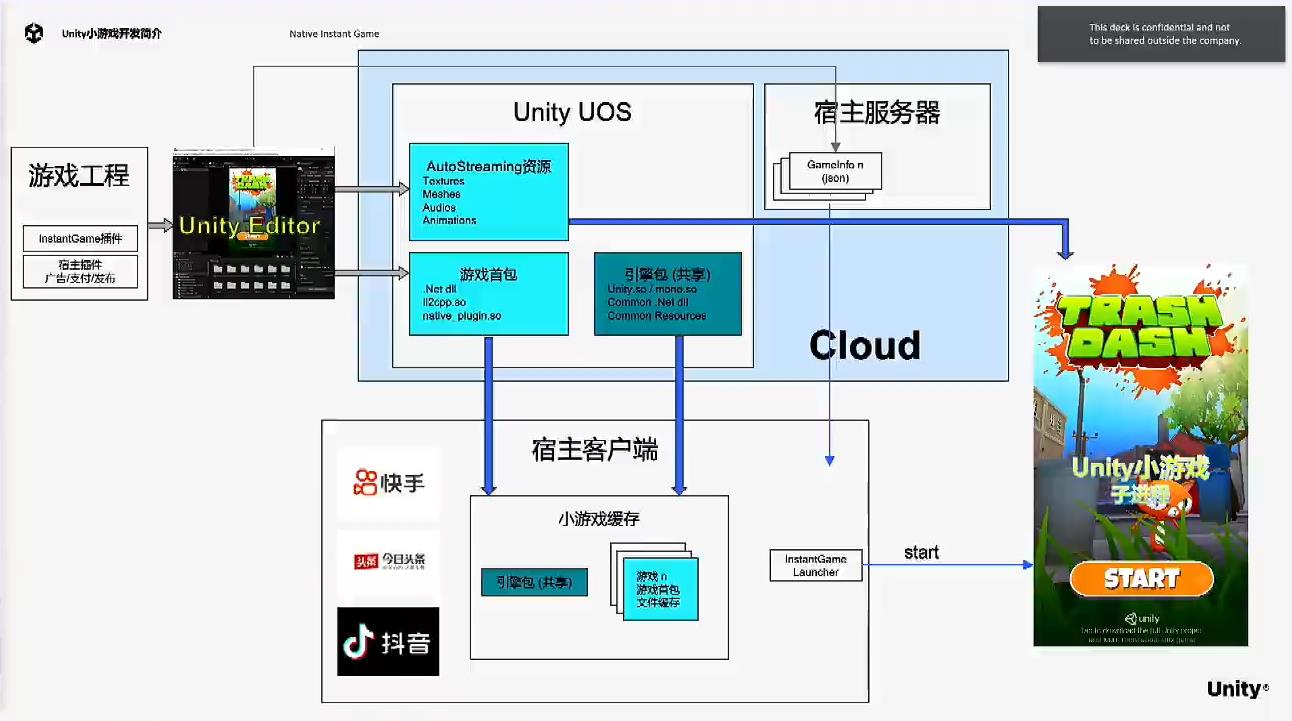 Unity小游戏开发简介
Native Instant Game
This deck is confidential and not
to be shared outside the company.
游戏工程
InstantGame插件
宿主插件
广告/支付/发布
Unity Editor
Unity UOS
AutoStreaming资源
Textures
Meshes
Audios
Animations
游戏首包
.Net dll
il2cpp.so
native_plugin.so
引擎包 (共享)
Unity.so / mono.so
Common .Net dll
Common Resources
宿主服务器
GameInfo n
(json)
Cloud
宿主客户端
快手
头条 今日头条
抖音
小游戏缓存
引擎包 (共享)
游戏 n
游戏首包
文件缓存
InstantGame
Launcher
start
TRASH
DASH
Unity小游戏
子进程
START
unity
Unity